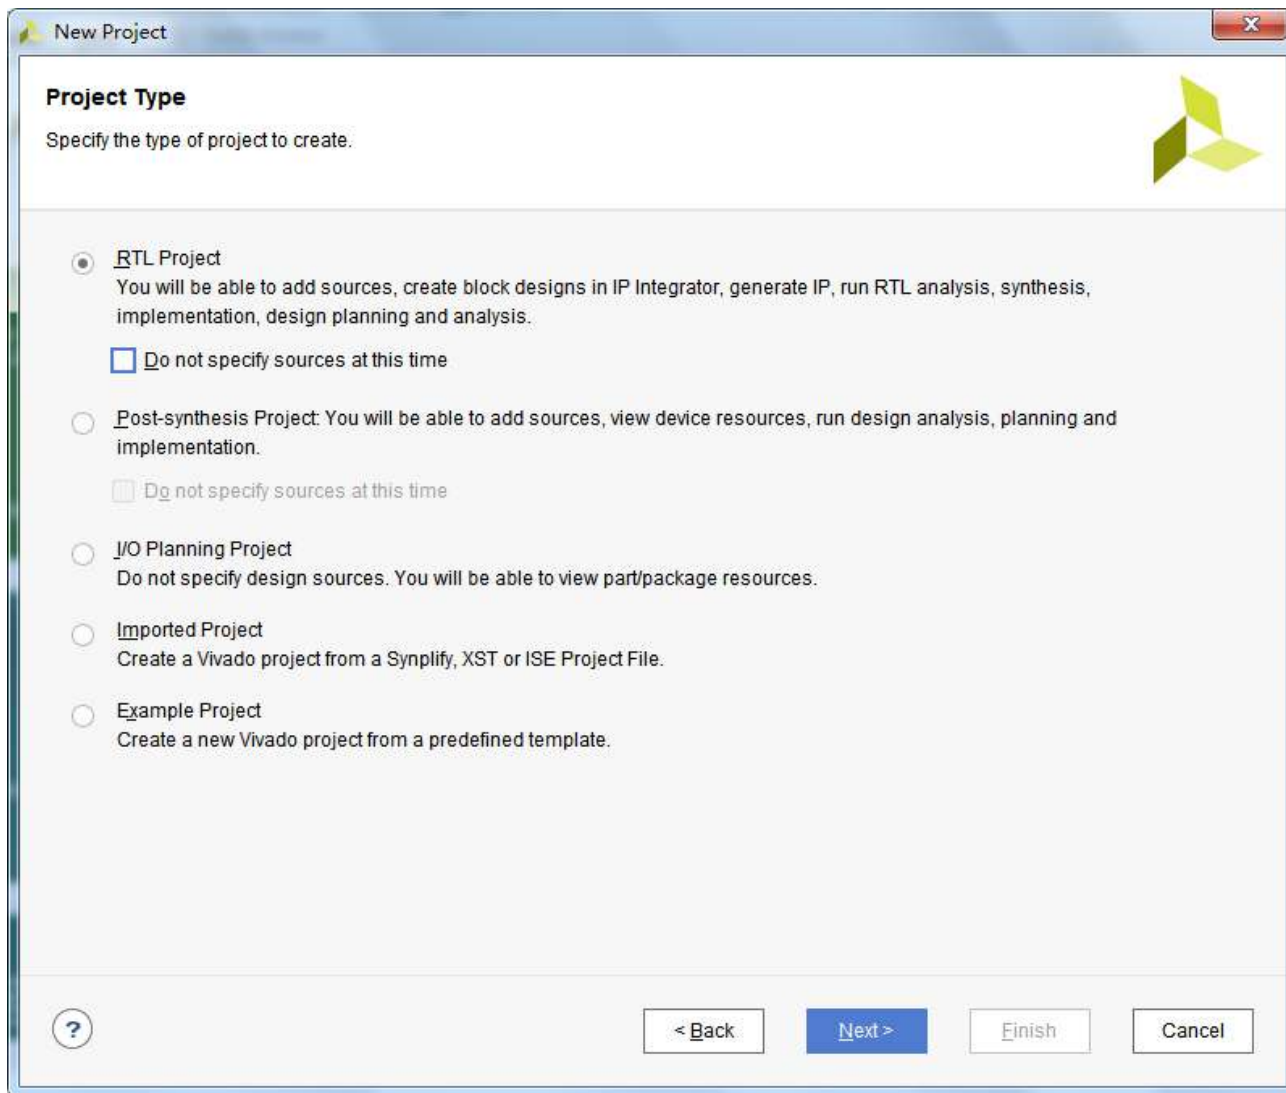 New Project
Project Type
Specify the type of project to create.
RTL Project
You will be able to add sources, create block designs in IP Integrator, generate IP, run RTL analysis, synthesis,
implementation, design planning and analysis.
Do not specify sources at this time
Post-synthesis Project: You will be able to add sources, view device resources, run design analysis, planning and
implementation.
Do not specify sources at this time
I/O Planning Project
Do not specify design sources. You will be able to view part/package resources.
Imported Project
Create a Vivado project from a Synplify, XST or ISE Project File.
Example Project
Create a new Vivado project from a predefined template.
? < Back Next > Finish Cancel